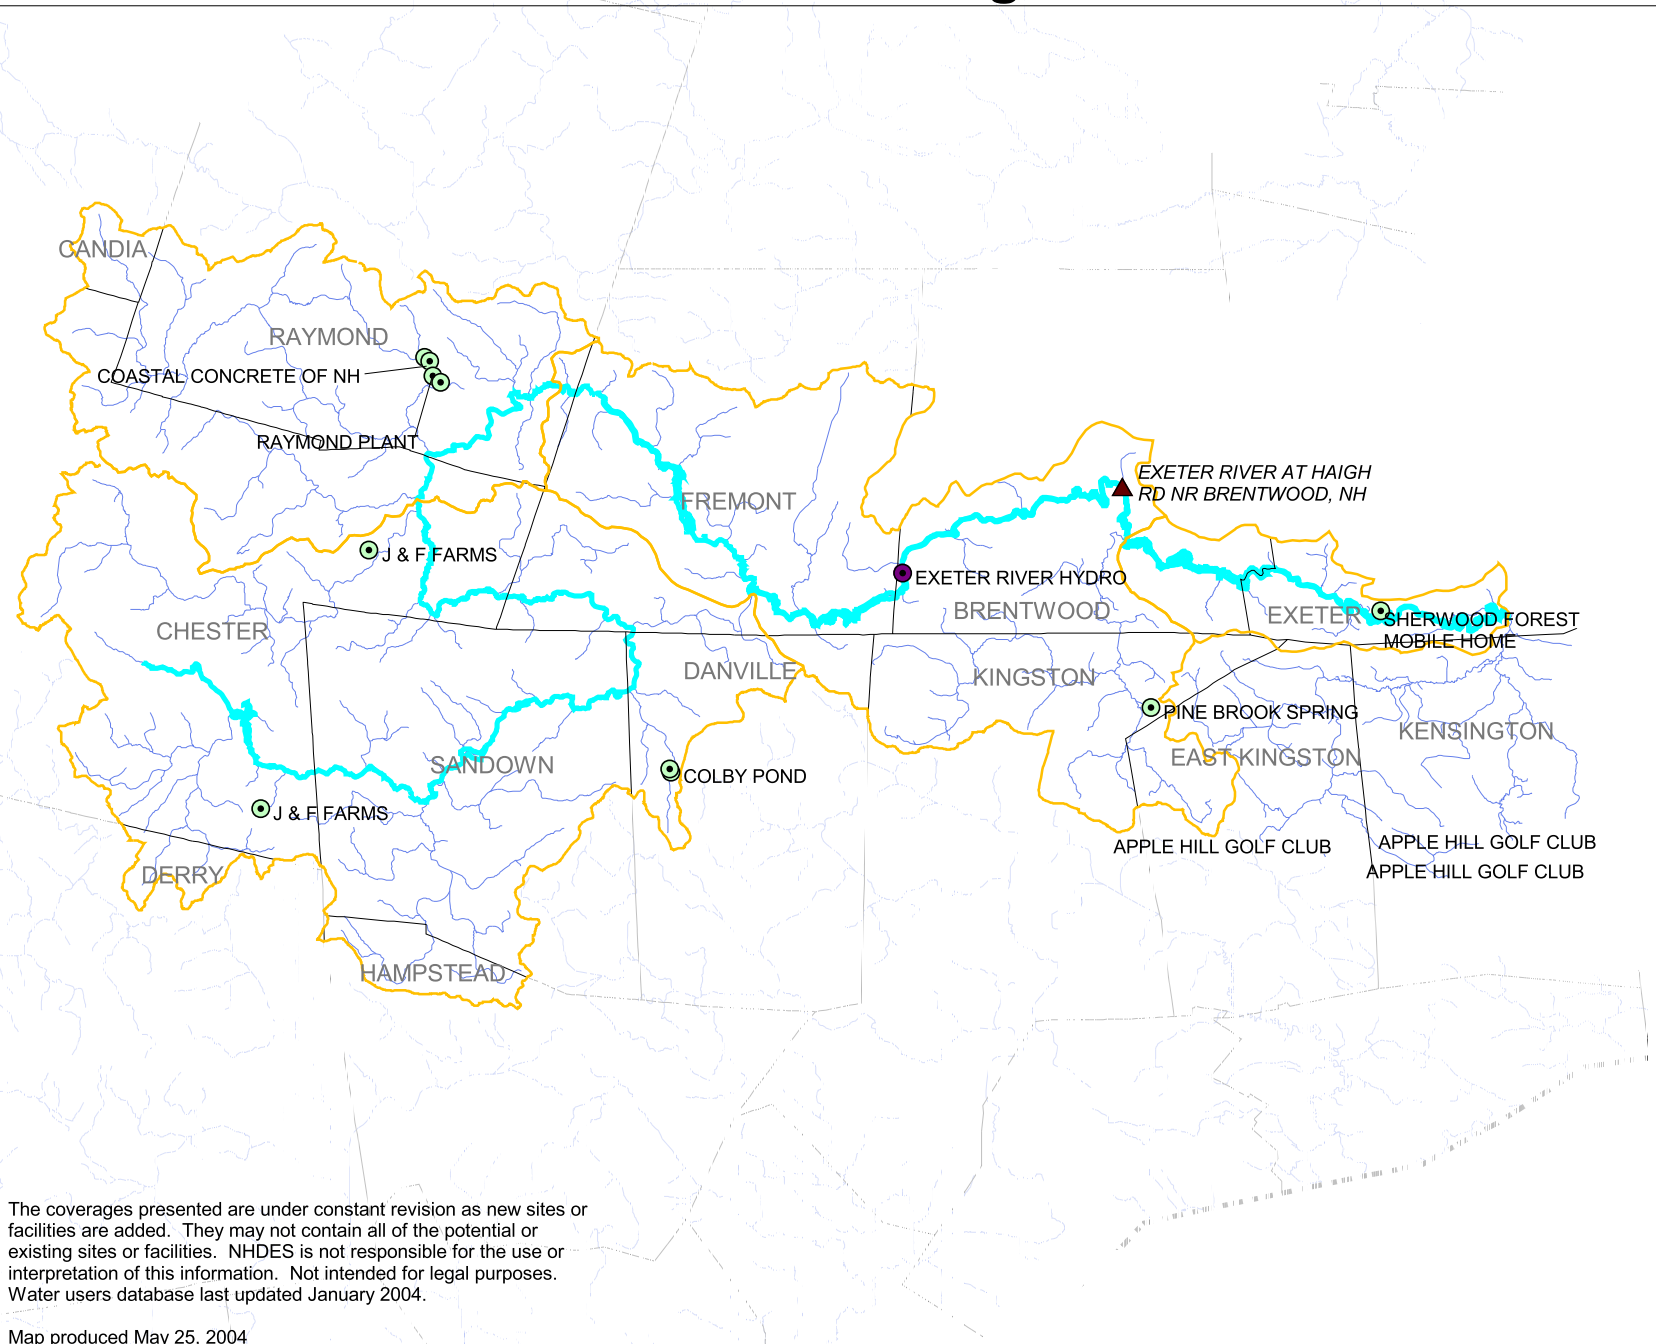 CANDIA
RAYMOND
COASTAL CONCRETE OF NH
RAYMOND PLANT
EXETER RIVER AT HAIGH
RD NR BRENTWOOD, NH
FREMONT
J & F FARMS
EXETER RIVER HYDRO
BRENTWOOD
EXETER
SHERWOOD FOREST
MOBILE HOME
CHESTER
DANVILLE
KINGSTON
PINE BROOK SPRING
KENSINGTON
EAST KINGSTON
SANDOWN
COLBY POND
J & F FARMS
APPLE HILL GOLF CLUB
APPLE HILL GOLF CLUB
APPLE HILL GOLF CLUB
DERRY
HAMPSTEAD
The coverages presented are under constant revision as new sites or
facilities are added.  They may not contain all of the potential or
existing sites or facilities.  NHDES is not responsible for the use or
interpretation of this information.  Not intended for legal purposes.
Water users database last updated January 2004.
Map produced May 25, 2004